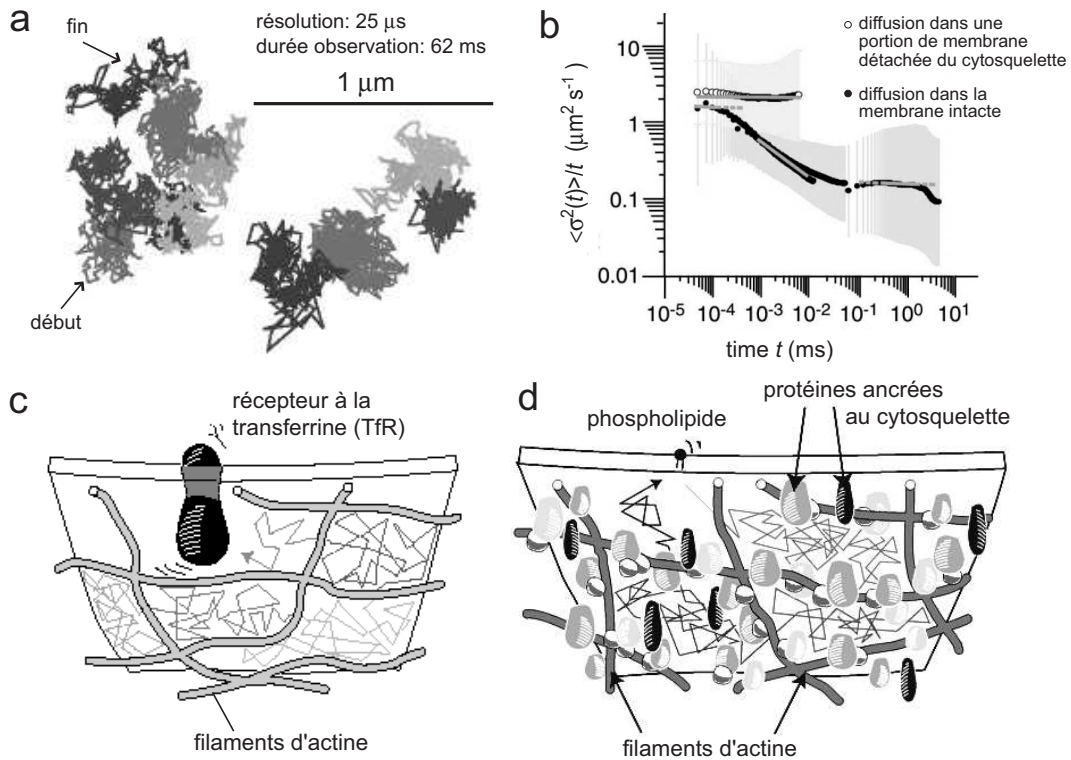 a
fin
résolution: 25 μs
durée observation: 62 ms
1 μm
début
b
<σ²(t)>/t (μm² s⁻¹)
10
1
0.1
0.01
10⁻⁵ 10⁻⁴ 10⁻³ 10⁻² 10⁻¹ 10⁰ 10¹
time t (ms)
diffusion dans une
portion de membrane
détachée du cytosquelette
diffusion dans la
membrane intacte
c
récepteur à la
transferrine (TfR)
filaments d'actine
d
phospholipide
protéines ancrées
au cytosquelette
filaments d'actine